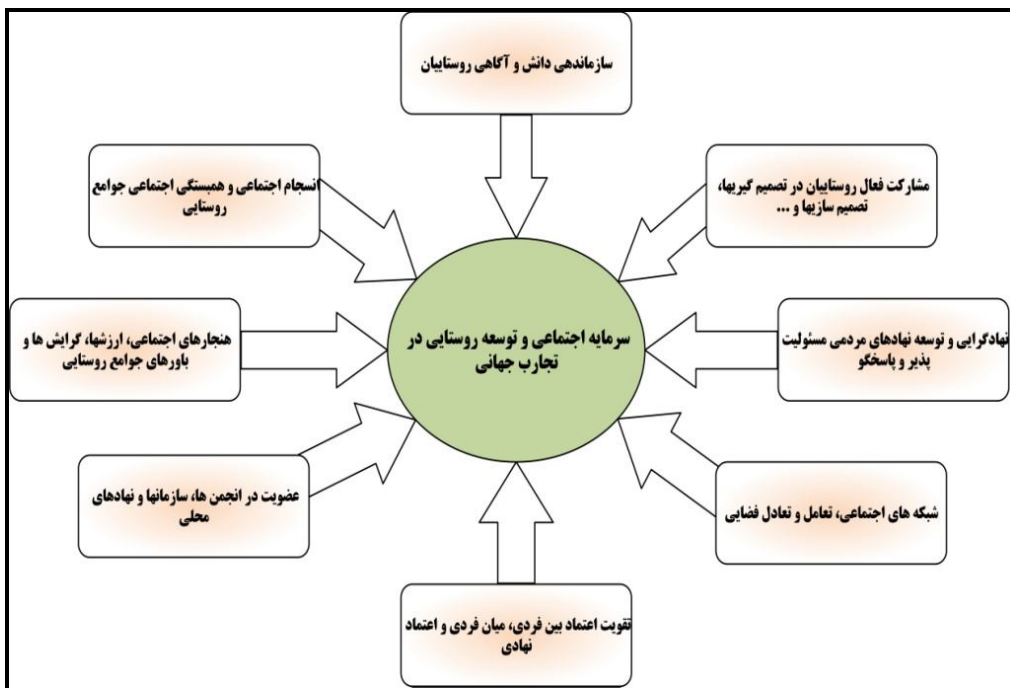 سازماندهی دانش و آگاهی روستاییان
مشارکت فعال روستاییان در تصمیم گیریها،
تصمیم سازیها و ...
انسجام اجتماعی و همبستگی اجتماعی جوامع
روستایی
نهادگرایی و توسعه نهادهای مردمی مسئولیت
پذیر و پاسخگو
سرمایه اجتماعی و توسعه روستایی در
تجارب جهانی
هنجارهای اجتماعی، ارزشها، گرایش ها و
باورهای جوامع روستایی
شبکه های اجتماعی، تعامل و تعادل فضایی
عضویت در انجمن ها، سازمانها و نهادهای
محلی
تقویت اعتماد بین فردی، میان فردی و اعتماد
نهادی